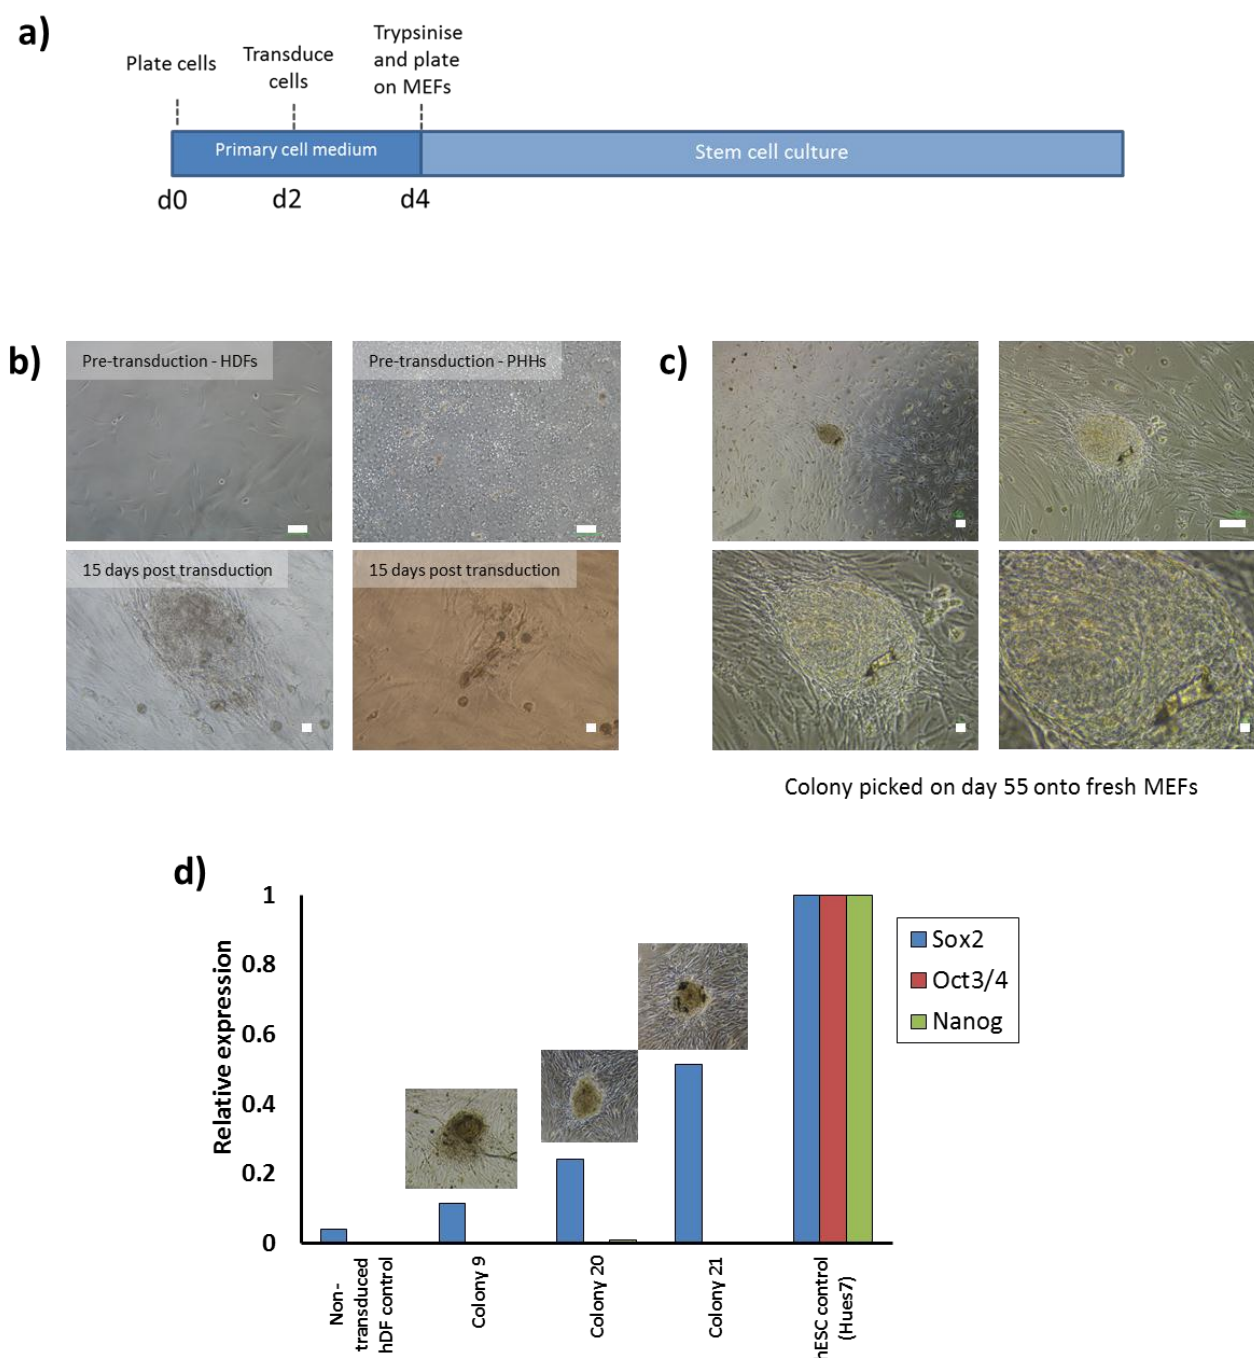 a)
Plate cells
Transduce
cells
Trypsinise
and plate
on MEFs
Primary cell medium
Stem cell culture
d0
d2
d4
b)
Pre-transduction - HDFs
Pre-transduction - PHHs
15 days post transduction
15 days post transduction
c)
Colony picked on day 55 onto fresh MEFs
d)
Relative expression
1
0.8
0.6
0.4
0.2
0
Sox2
Oct3/4
Nanog
Non-
transduced
hDF control
Colony 9
Colony 20
Colony 21
hESC control
(Hues7)